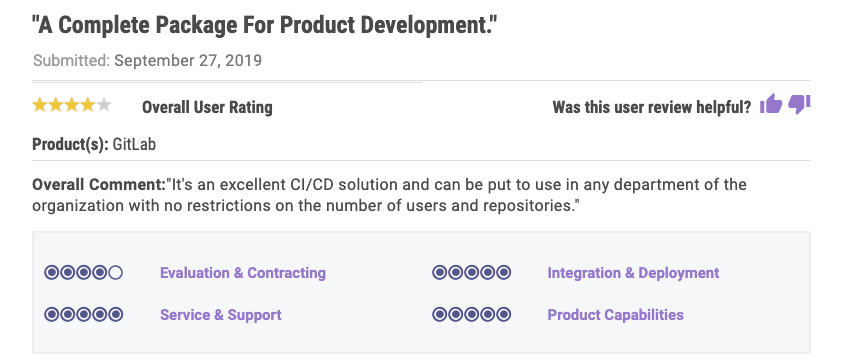 "A Complete Package For Product Development."
Submitted: September 27, 2019
Overall User Rating
Was this user review helpful?
Product(s): GitLab
Overall Comment:"It's an excellent CI/CD solution and can be put to use in any department of the
organization with no restrictions on the number of users and repositories."
Evaluation & Contracting
Integration & Deployment
Service & Support
Product Capabilities